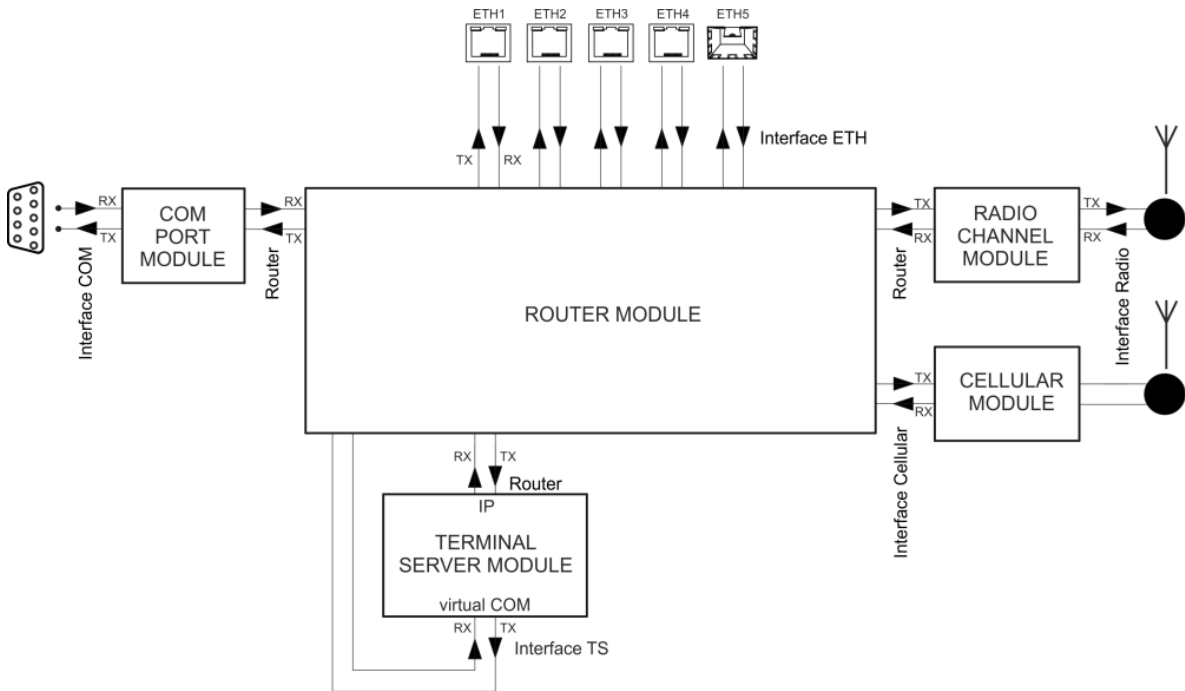 ETH1 ETH2 ETH3 ETH4 ETH5
TX RX Interface ETH
RX
TX
Interface COM
COM
PORT
MODULE
RX
TX
Router
ROUTER MODULE
TX
RX
Router
RADIO
CHANNEL
MODULE
TX
RX
Interface Radio
TX
RX
Interface Cellular
CELLULAR
MODULE
RX TX
Router
IP
TERMINAL
SERVER MODULE
virtual COM
RX TX
Interface TS